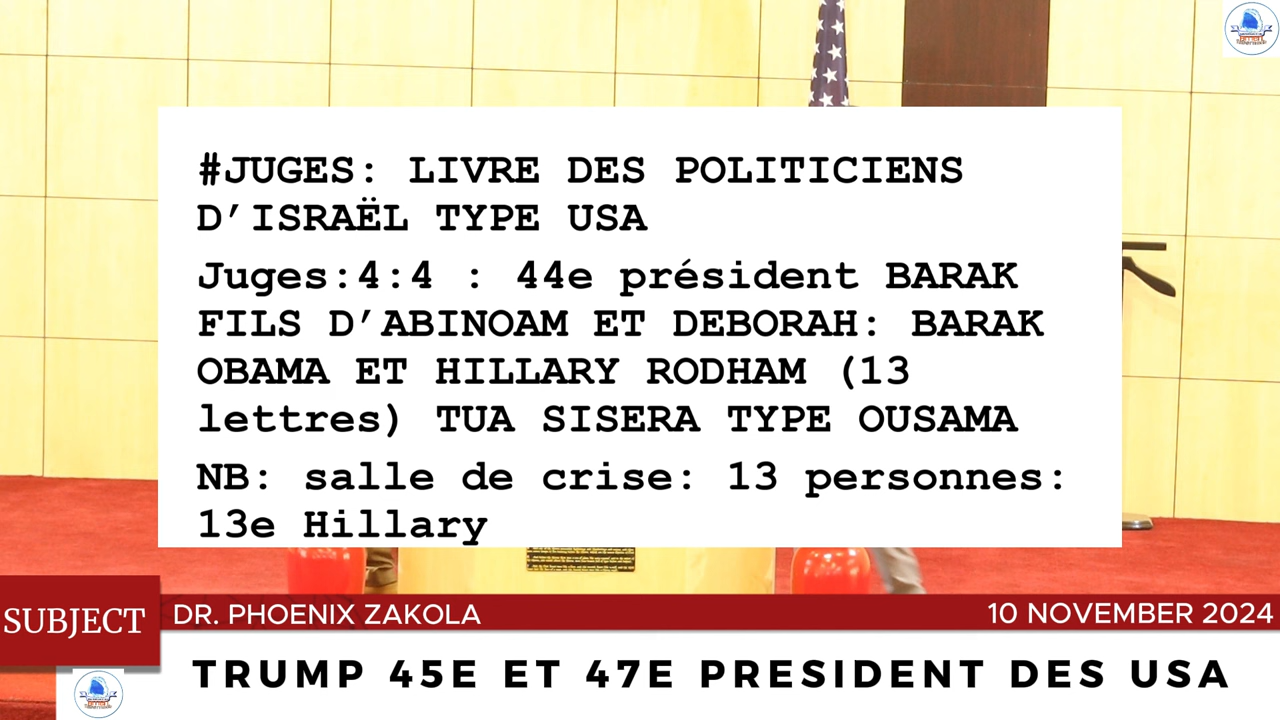 #JUGES: LIVRE DES POLITICIENS
D’ISRAËL TYPE USA
Juges:4:4 : 44e président BARAK
FILS D’ABINOAM ET DEBORAH: BARAK
OBAMA ET HILLARY RODHAM (13
lettres) TUA SISERA TYPE OUSAMA
NB: salle de crise: 13 personnes:
13e Hillary
SUBJECT
DR. PHOENIX ZAKOLA
10 NOVEMBER 2024
TRUMP 45E ET 47E PRESIDENT DES USA